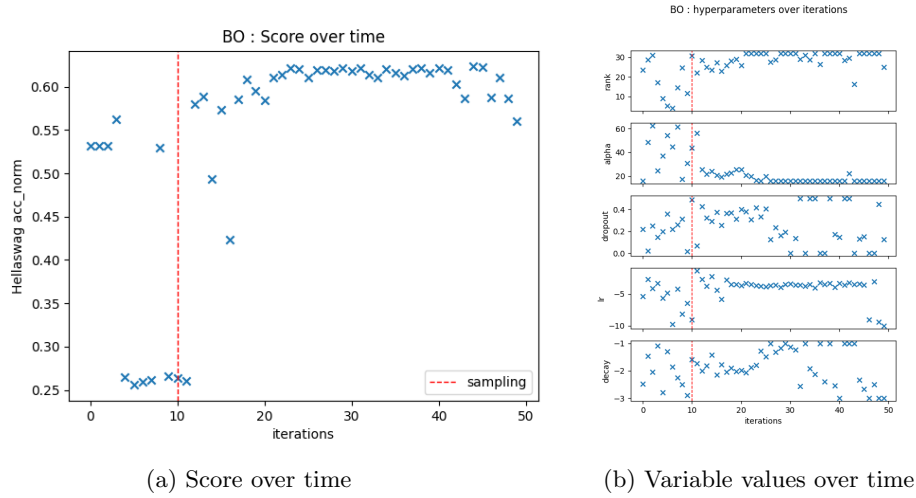 BO : hyperparameters over iterations
BO : Score over time
0.60
0.55
0.50
0.45
0.40
0.35
0.30
0.25
Hellaswag acc_norm
sampling
0 10 20 30 40 50
iterations
30
20
10
rank
60
40
20
alpha
0.4
0.2
0.0
dropout
−5
−10
lr
−1
−2
−3
decay
0 10 20 30 40 50
iterations
(a) Score over time
(b) Variable values over time